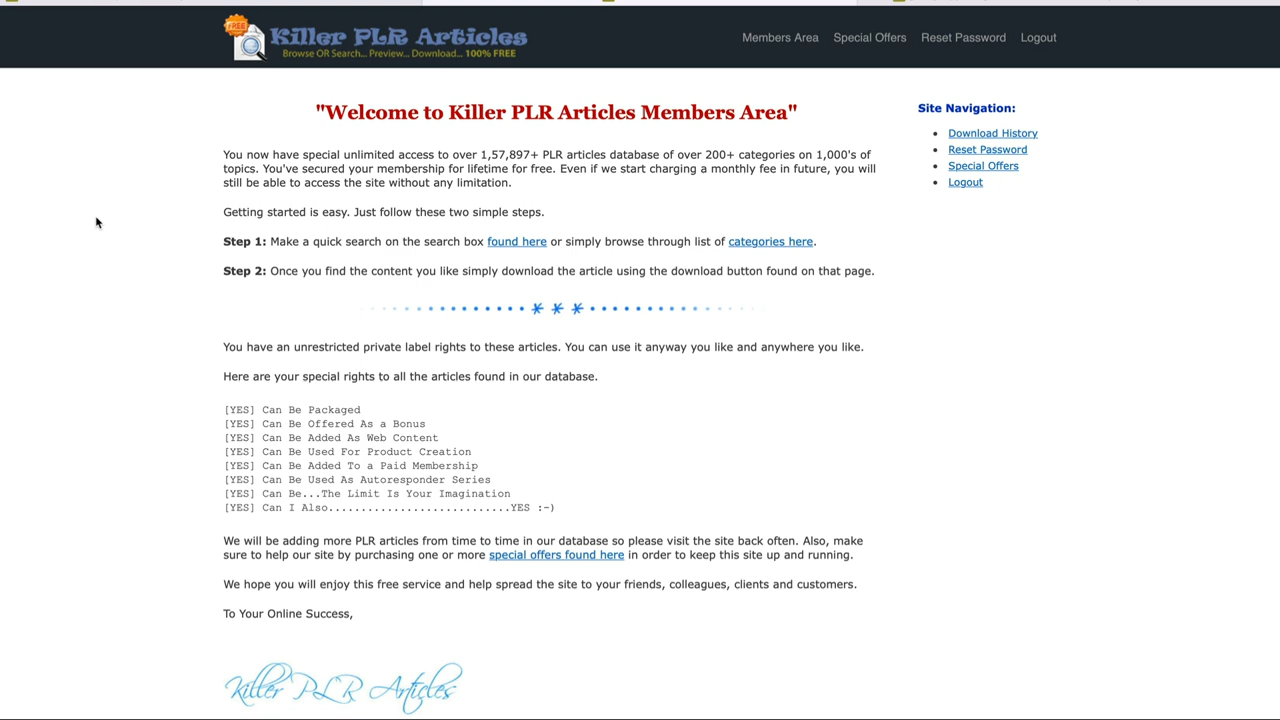 FREE
Killer PLR Articles
Browse OR Search... Preview... Download... 100% FREE
Members Area
Special Offers
Reset Password
Logout
"Welcome to Killer PLR Articles Members Area"
You now have special unlimited access to over 1,57,897+ PLR articles database of over 200+ categories on 1,000's of
topics. You've secured your membership for lifetime for free. Even if we start charging a monthly fee in future, you will
still be able to access the site without any limitation.
Getting started is easy. Just follow these two simple steps.
Step 1: Make a quick search on the search box found here or simply browse through list of categories here.
Step 2: Once you find the content you like simply download the article using the download button found on that page.
You have an unrestricted private label rights to these articles. You can use it anyway you like and anywhere you like.
Here are your special rights to all the articles found in our database.
[YES] Can Be Packaged
[YES] Can Be Offered As a Bonus
[YES] Can Be Added As Web Content
[YES] Can Be Used For Product Creation
[YES] Can Be Added To a Paid Membership
[YES] Can Be Used As Autoresponder Series
[YES] Can Be...The Limit Is Your Imagination
[YES] Can I Also............................YES :-)
We will be adding more PLR articles from time to time in our database so please visit the site back often. Also, make
sure to help our site by purchasing one or more special offers found here in order to keep this site up and running.
We hope you will enjoy this free service and help spread the site to your friends, colleagues, clients and customers.
To Your Online Success,
Killer PLR Articles
Site Navigation:
Download History
Reset Password
Special Offers
Logout